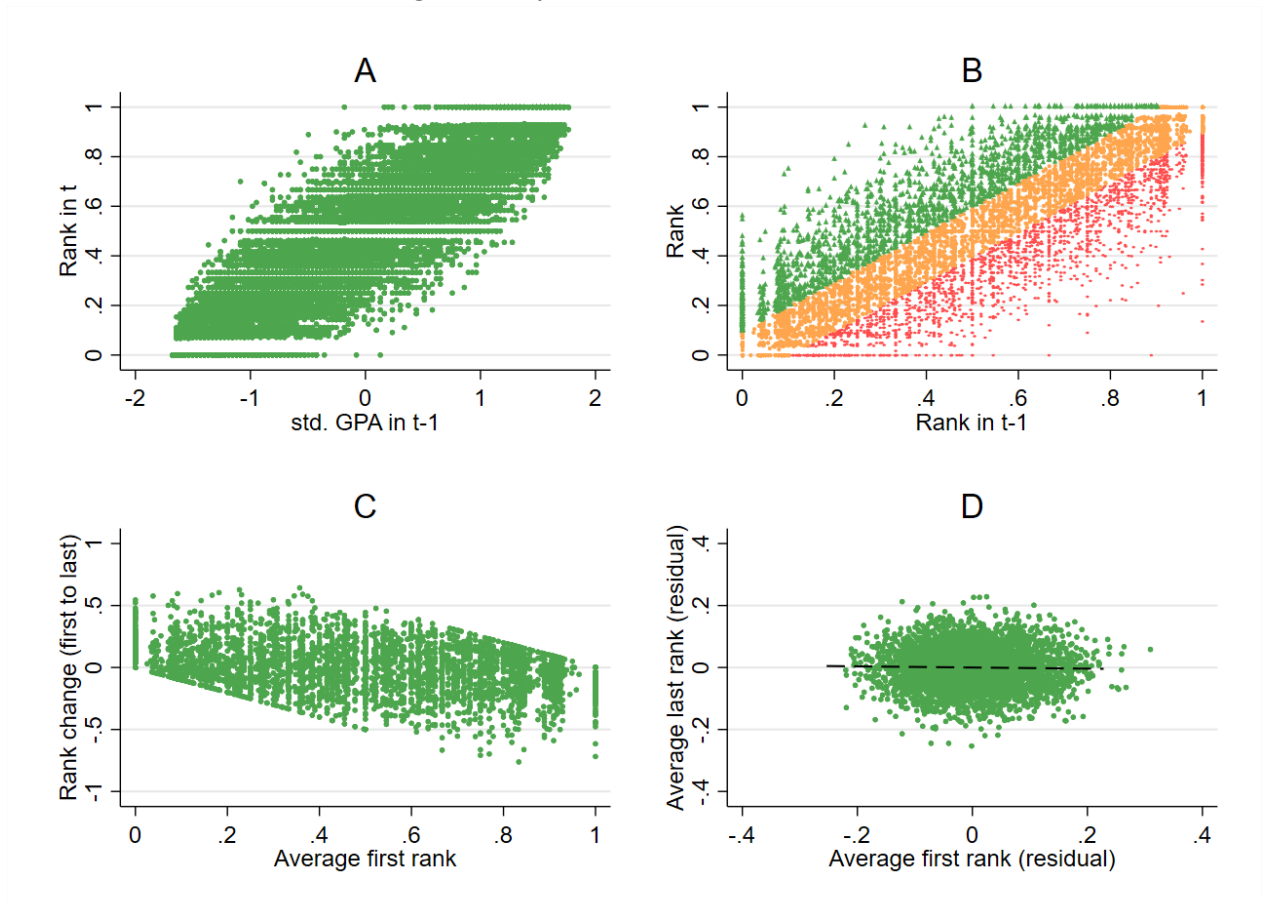 A
Rank in t
1
.8
.6
.4
.2
0
-2 -1 0 1 2
std. GPA in t-1
B
Rank
1
.8
.6
.4
.2
0
0 .2 .4 .6 .8 1
Rank in t-1
C
Rank change (first to last)
1
.5
0
-.5
-1
0 .2 .4 .6 .8 1
Average first rank
D
Average last rank (residual)
.4
.2
0
-.2
-.4
-.4 -.2 0 .2 .4
Average first rank (residual)